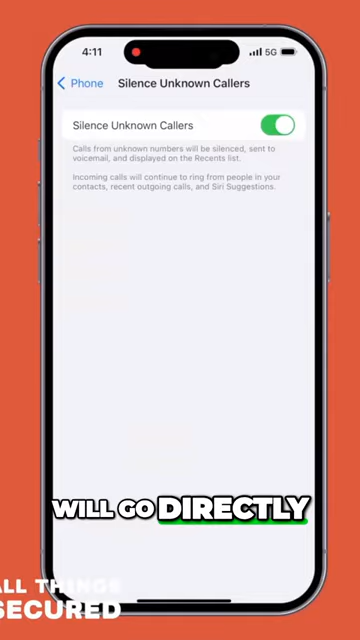 4:11
5G
Phone
Silence Unknown Callers
Silence Unknown Callers
Calls from unknown numbers will be silenced, sent to
voicemail, and displayed on the Recents list.
Incoming calls will continue to ring from people in your
contacts, recent outgoing calls, and Siri Suggestions.
WILL GO DIRECTLY
ALL THINGS
SECURED